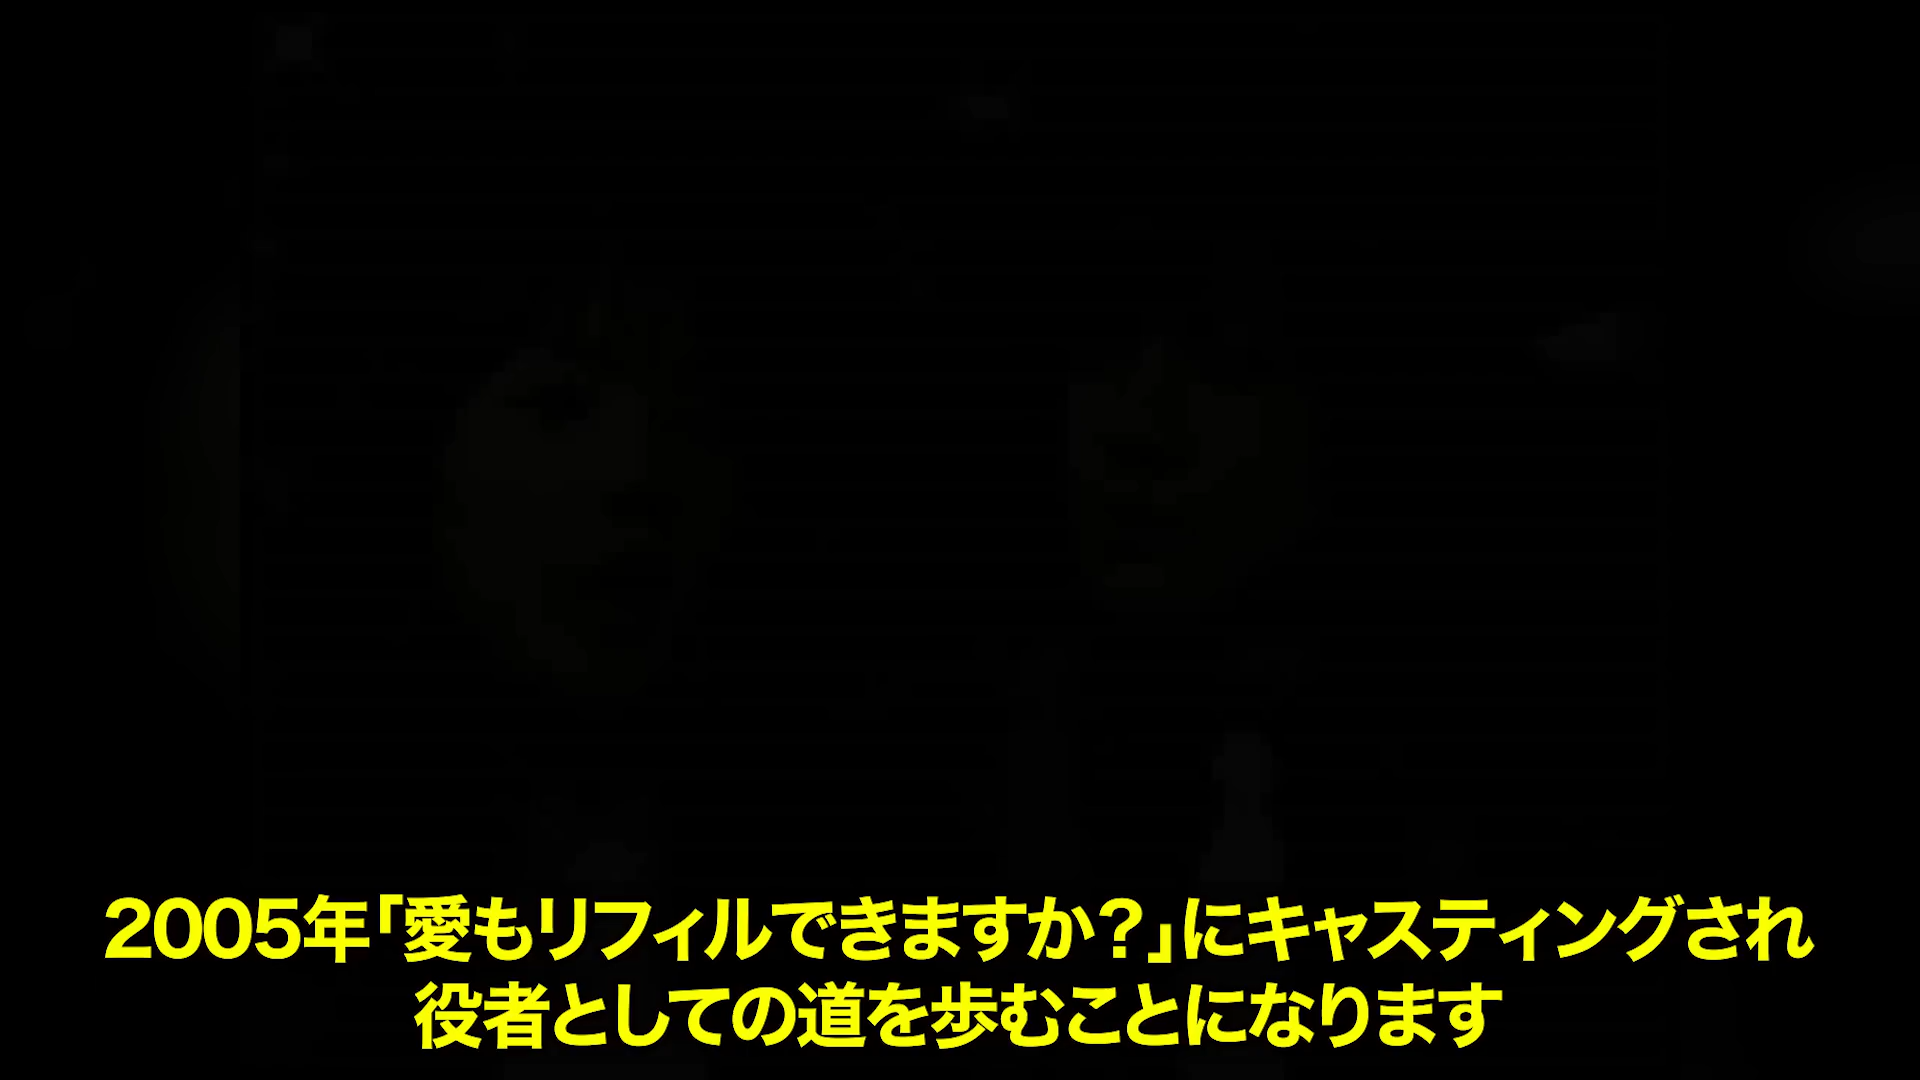 2005年「愛もリフィルできますか?」にキャスティングされ
役者としての道を歩むことになります